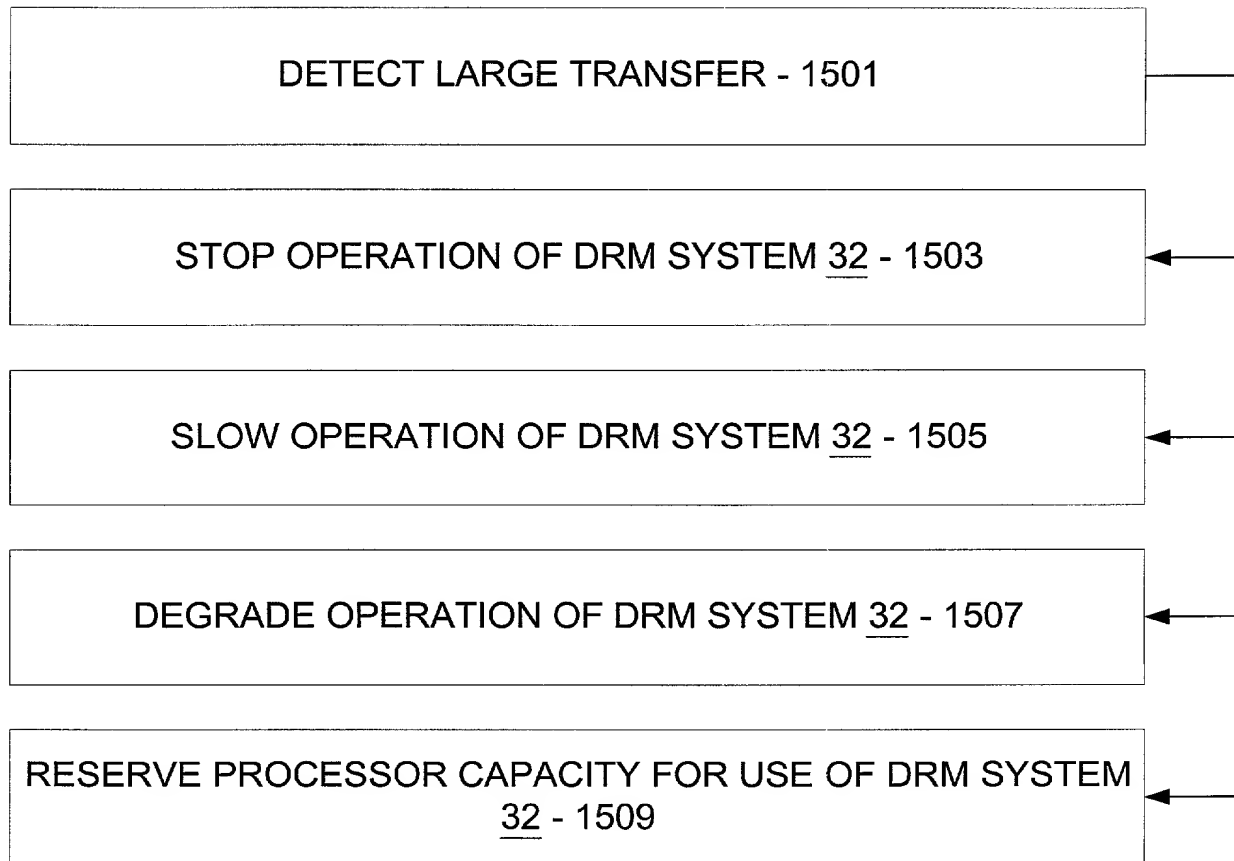 DETECT LARGE TRANSFER - 1501
STOP OPERATION OF DRM SYSTEM 32 - 1503
SLOW OPERATION OF DRM SYSTEM 32 - 1505
DEGRADE OPERATION OF DRM SYSTEM 32 - 1507
RESERVE PROCESSOR CAPACITY FOR USE OF DRM SYSTEM
32 - 1509